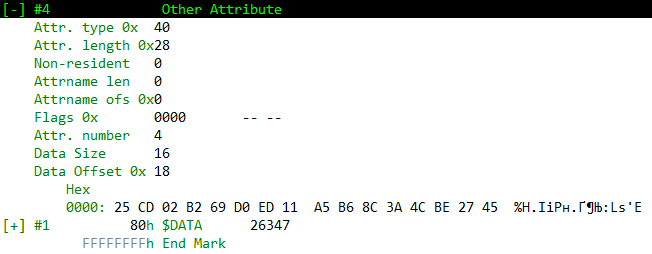 [-] #4 Other Attribute
Attr. type 0x 40
Attr. length 0x28
Non-resident 0
Attrname len 0
Attrname ofs 0x0
Flags 0x 0000 -- --
Attr. number 4
Data Size 16
Data Offset 0x 18
Hex
0000: 25 CD 02 B2 69 D0 ED 11 A5 B6 8C 3A 4C BE 27 45 %Н.ІіРн.Ґ¶Њ:Lѕ'E
[+] #1 80h $DATA 26347
FFFFFFFFh End Mark